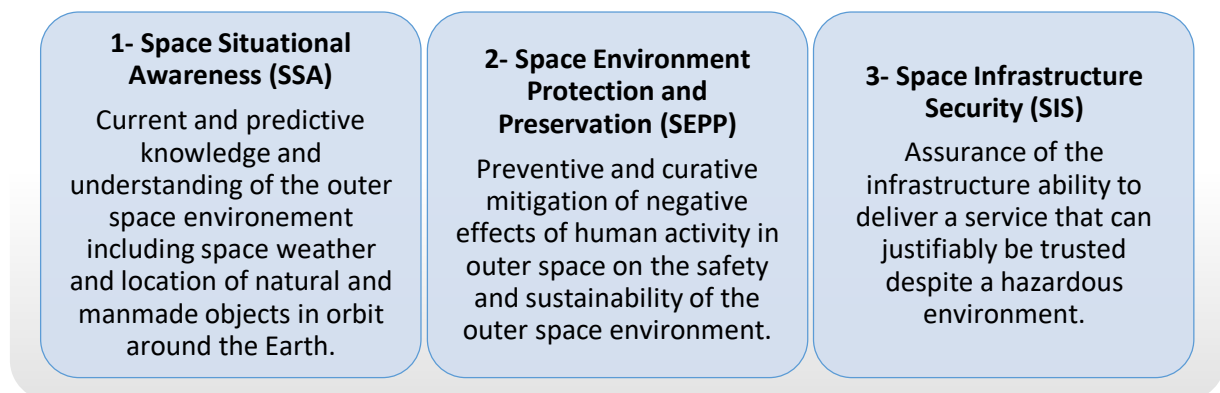 1- Space Situational
Awareness (SSA)
Current and predictive
knowledge and
understanding of the outer
space environement
including space weather
and location of natural and
manmade objects in orbit
around the Earth.
2- Space Environment
Protection and
Preservation (SEPP)
Preventive and curative
mitigation of negative
effects of human activity in
outer space on the safety
and sustainability of the
outer space environment.
3- Space Infrastructure
Security (SIS)
Assurance of the
infrastructure ability to
deliver a service that can
justifiably be trusted
despite a hazardous
environment.